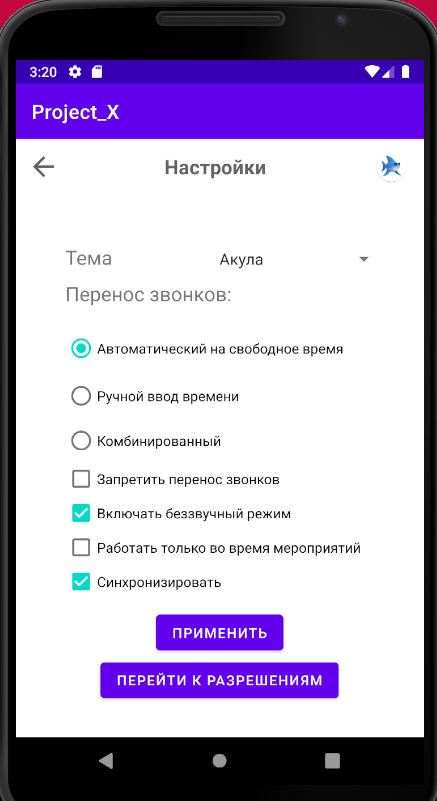 3:20
Project_X
Настройки
Тема Акула
Перенос звонков:
Автоматический на свободное время
Ручной ввод времени
Комбинированный
Запретить перенос звонков
Включать беззвучный режим
Работать только во время мероприятий
Синхронизировать
ПРИМЕНИТЬ
ПЕРЕЙТИ К РАЗРЕШЕНИЯМ